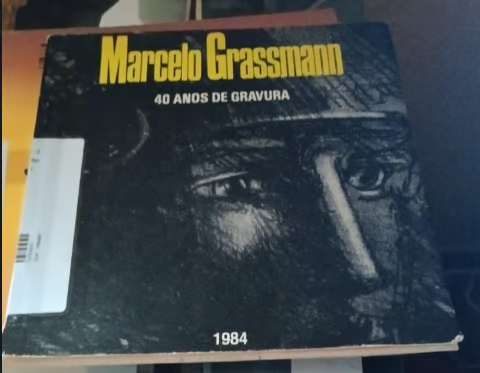 Marcelo Grassmann
40 ANOS DE GRAVURA
1984